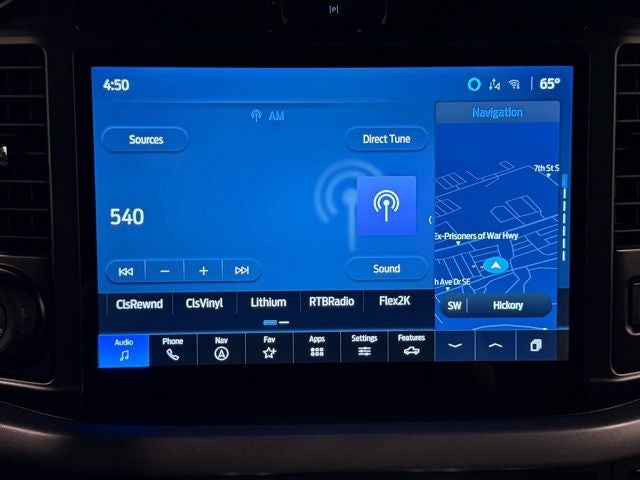 P
4:50
65°
AM
Navigation
Sources
Direct Tune
7th St S
540
Ex-Prisoners of War Hwy
Sound
h Ave Dr SE
SW Hickory
ClsRewnd ClsVinyl Lithium RTBRadio Flex2K
Audio Phone Nav Fav Apps Settings Features